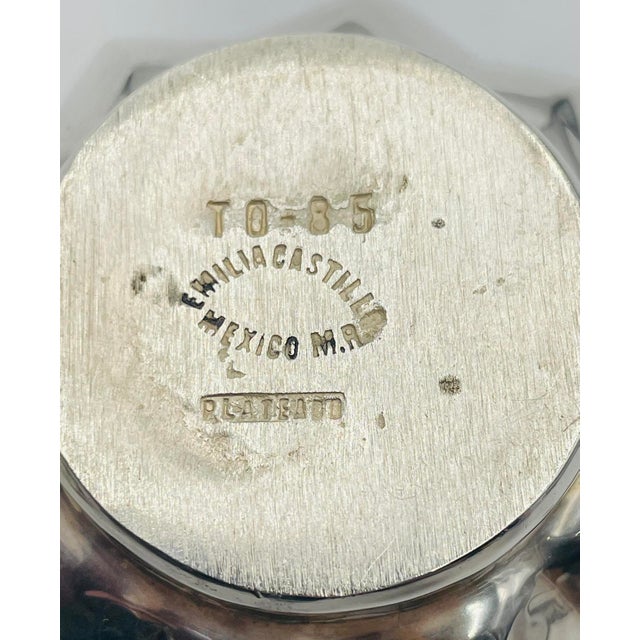 TO-85
EMILIA CASTILLO
MEXICO M.R.
PLATEADO